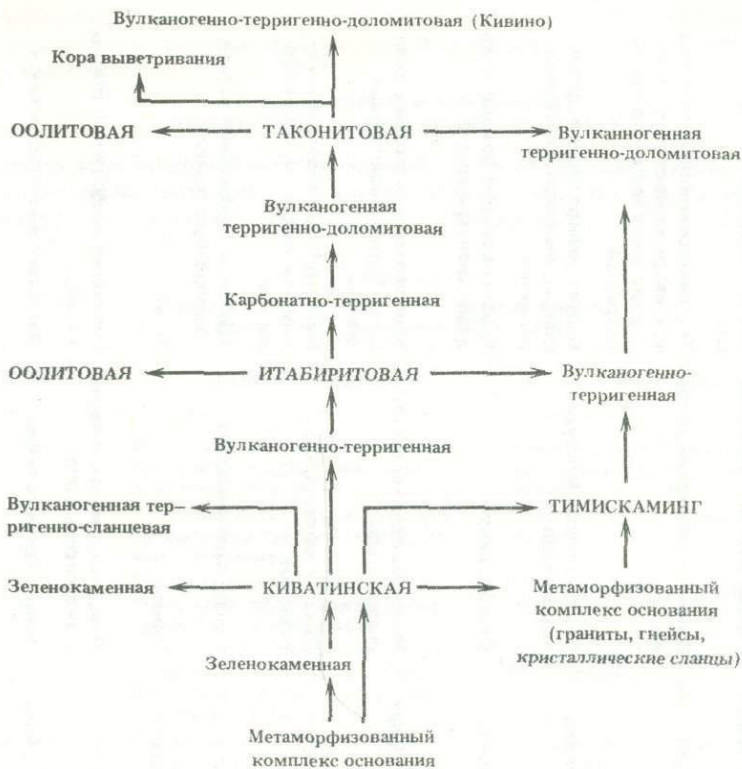 Вулканогенно-терригенно-доломитовая (Кивино)
Кора выветривания
ООЛИТОВАЯ
ТАКОНИТОВАЯ
Вулканногенная
терригенно-доломитовая
Вулканогенная
терригенно-доломитовая
Карбонатно-терригенная
ООЛИТОВАЯ
ИТАБИРИТОВАЯ
Вулканогенно-
терригенная
Вулканогенно-терригенная
Вулканогенная тер-
ригенно-сланцевая
ТИМИСКАМИНГ
Зеленокаменная
КИВАТИНСКАЯ
Метаморфизованный
комплекс основания
(граниты, гнейсы,
кристаллические сланцы)
Зеленокаменная
Метаморфизованный
комплекс основания